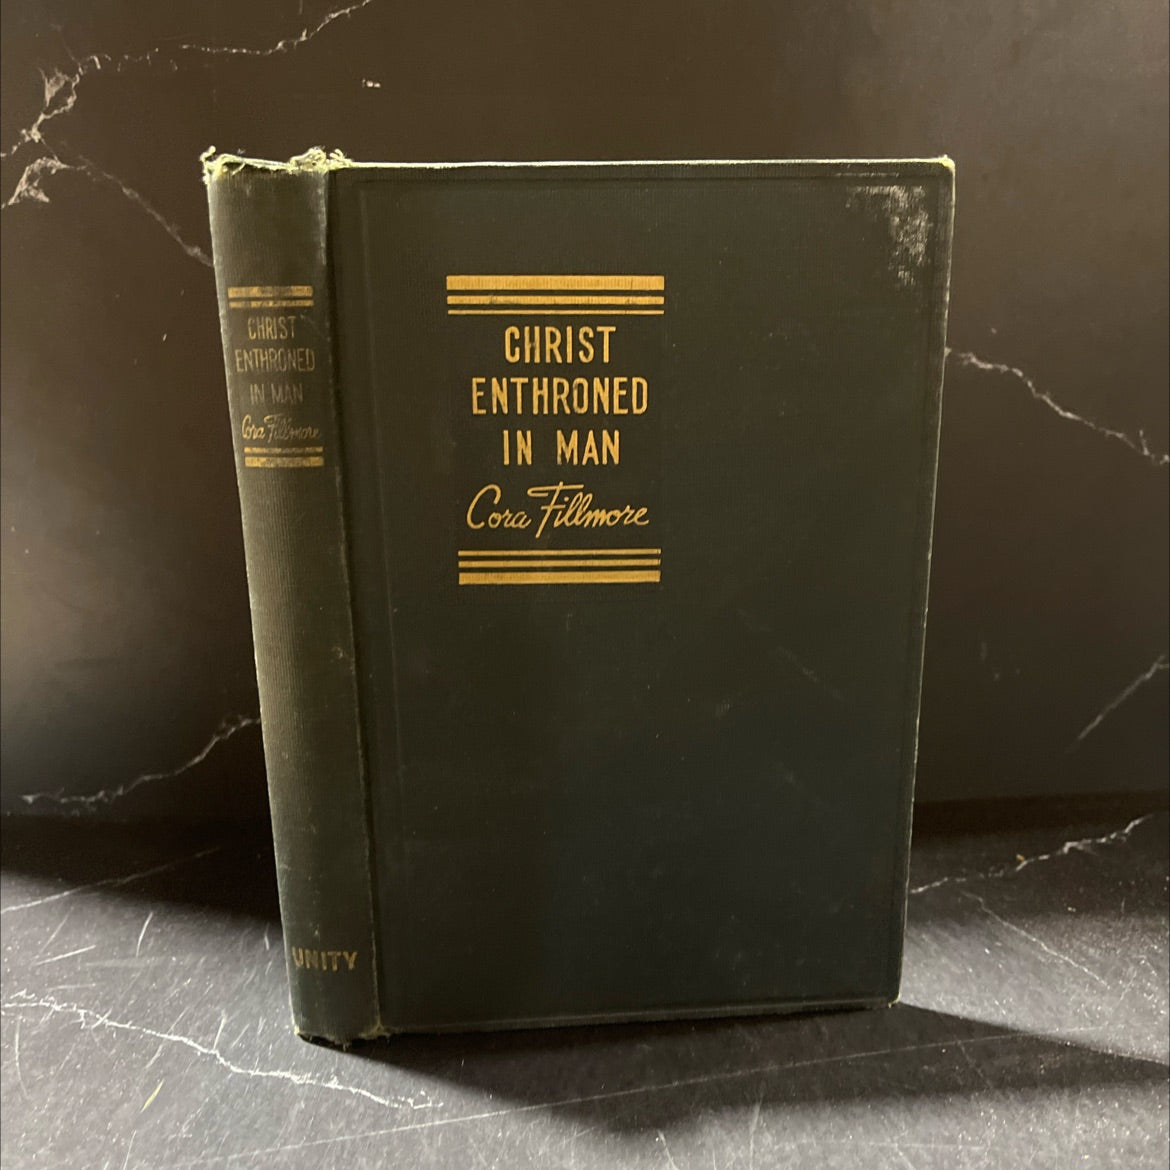 CHRIST
ENTHRONED
IN MAN
Cora Fillmore
UNITY
CHRIST
ENTHRONED
IN MAN
Cora Fillmore